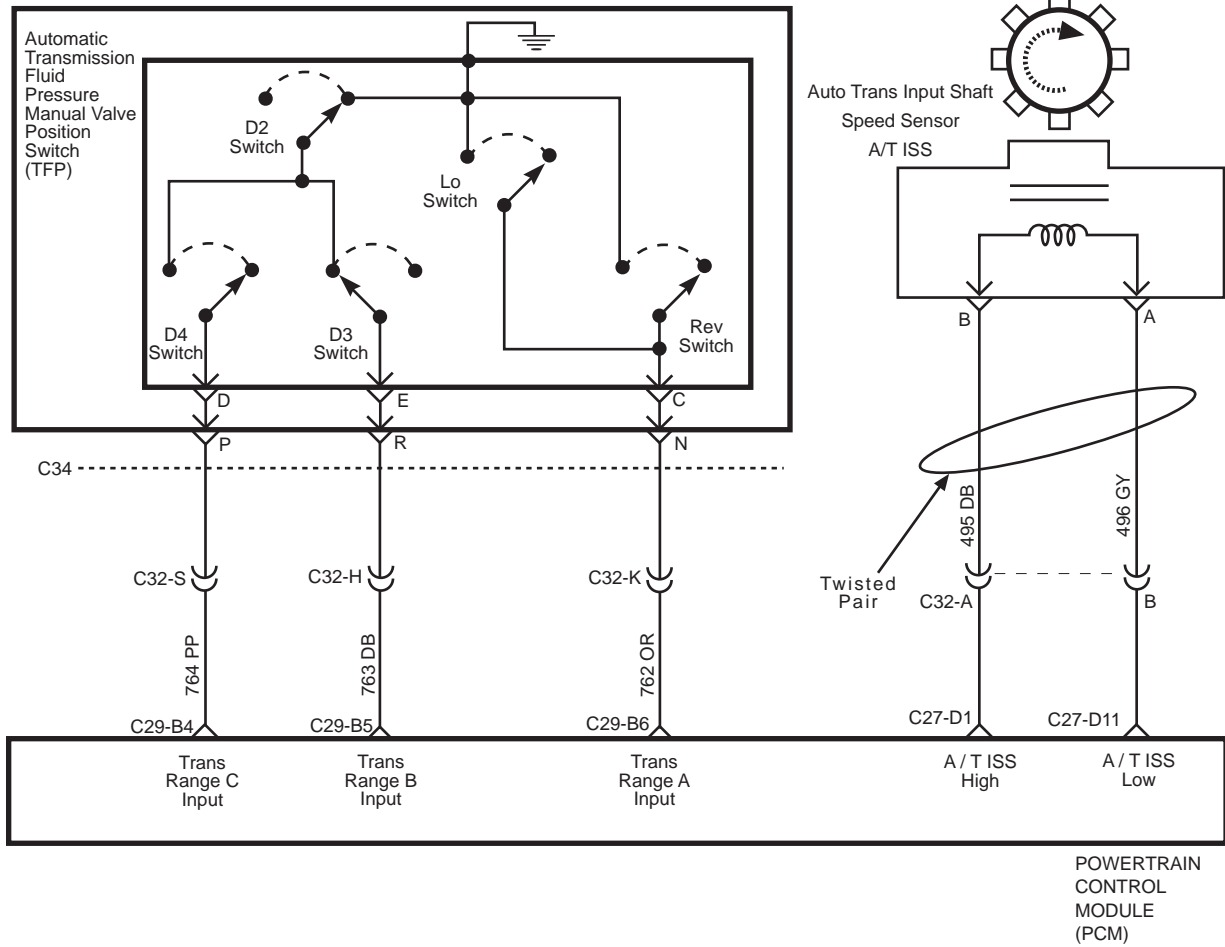 Automatic
Transmission
Fluid
Pressure
Manual Valve
Position
Switch
(TFP)
D2
Switch
Lo
Switch
D4
Switch
D3
Switch
Rev
Switch
D
E
C
P
R
N
C34
C32-S
C32-H
C32-K
764 PP
763 DB
762 OR
C29-B4
C29-B5
C29-B6
Trans
Range C
Input
Trans
Range B
Input
Trans
Range A
Input
Auto Trans Input Shaft
Speed Sensor
A/T ISS
B
A
495 DB
496 GY
Twisted
Pair
C32-A
B
C27-D1
C27-D11
A / T ISS
High
A / T ISS
Low
POWERTRAIN
CONTROL
MODULE
(PCM)